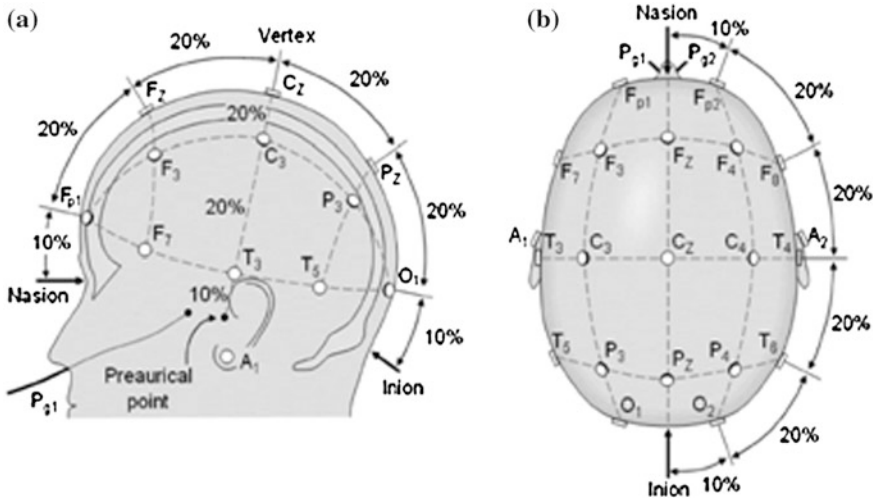 (a)
20%
Vertex
Cz
20%
Fz
20%
20%
F3
C3
Pz
Fp1
20%
P3
20%
10%
F7
T3
T5
O1
Nasion
10%
10%
A1
Preaurical
point
Inion
Pg1
(b)
Nasion
10%
Pg1
Pg2
Fp1
Fp2
20%
F7
F3
Fz
F4
F8
20%
A1
T3
C3
Cz
C4
T4
A2
20%
T5
P3
Pz
P4
T6
O1
O2
20%
Inion
10%